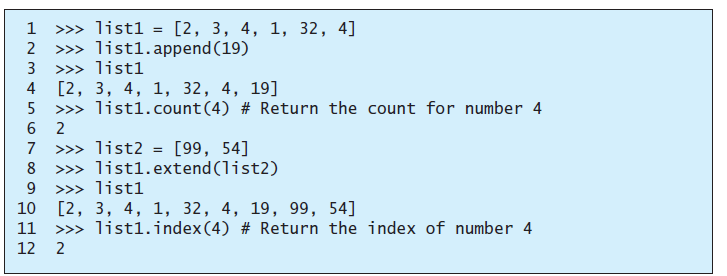 1 >>> list1 = [2, 3, 4, 1, 32, 4]
2 >>> list1.append(19)
3 >>> list1
4 [2, 3, 4, 1, 32, 4, 19]
5 >>> list1.count(4) # Return the count for number 4
6 2
7 >>> list2 = [99, 54]
8 >>> list1.extend(list2)
9 >>> list1
10 [2, 3, 4, 1, 32, 4, 19, 99, 54]
11 >>> list1.index(4) # Return the index of number 4
12 2